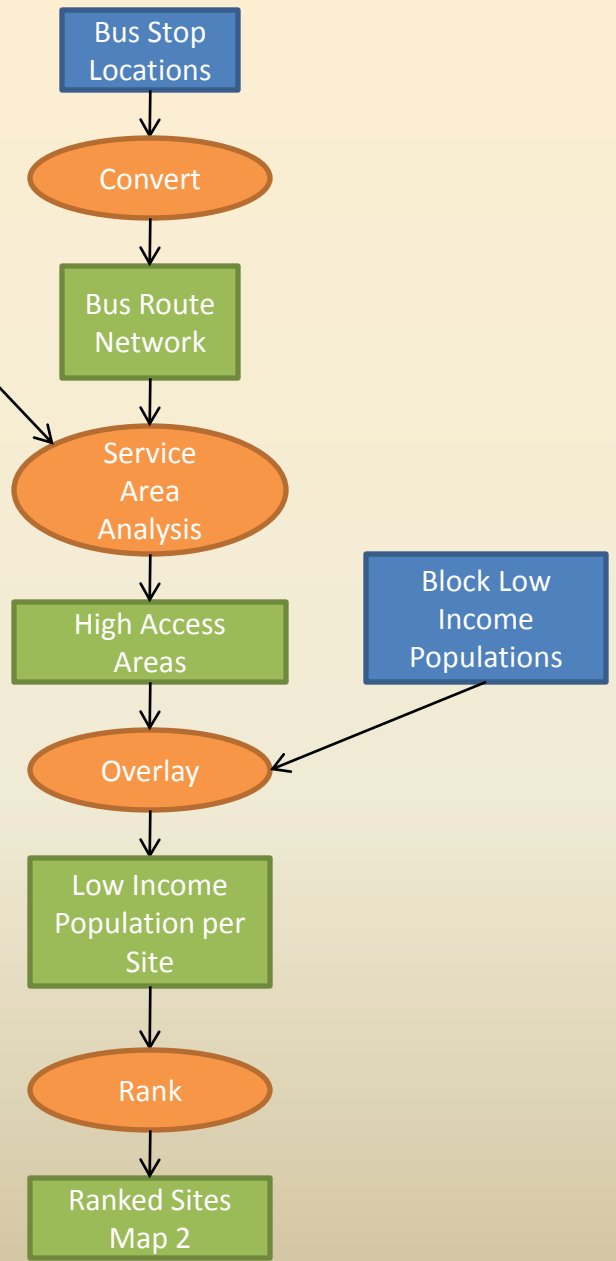 Bus Stop
Locations
Convert
Bus Route
Network
Service
Area
Analysis
High Access
Areas
Block Low
Income
Populations
Overlay
Low Income
Population per
Site
Rank
Ranked Sites
Map 2